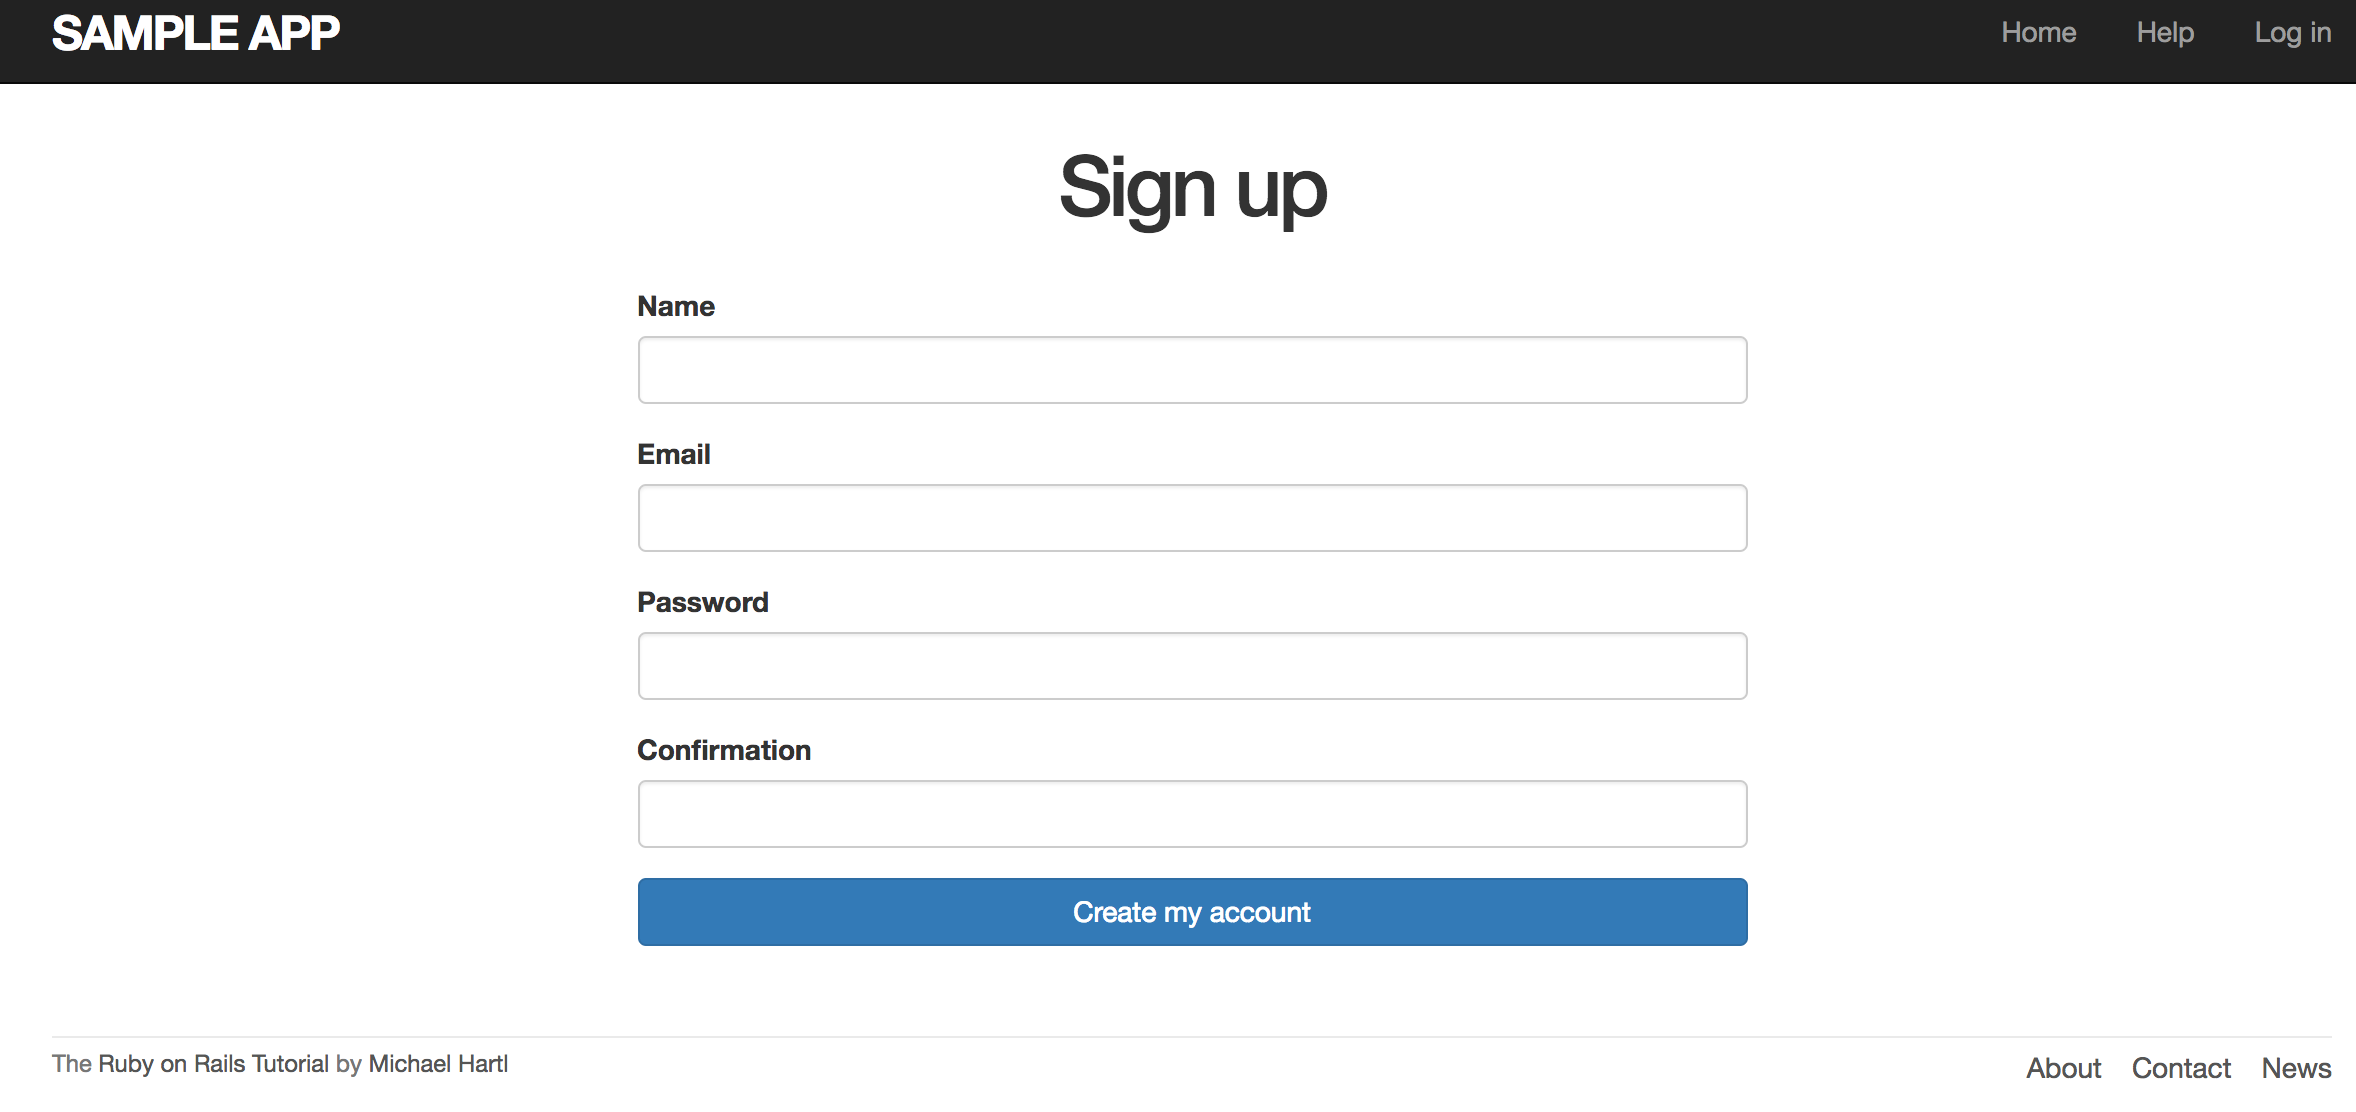 SAMPLE APP
Home Help Log in
Sign up
Name
Email
Password
Confirmation
Create my account
The Ruby on Rails Tutorial by Michael Hartl
About Contact News